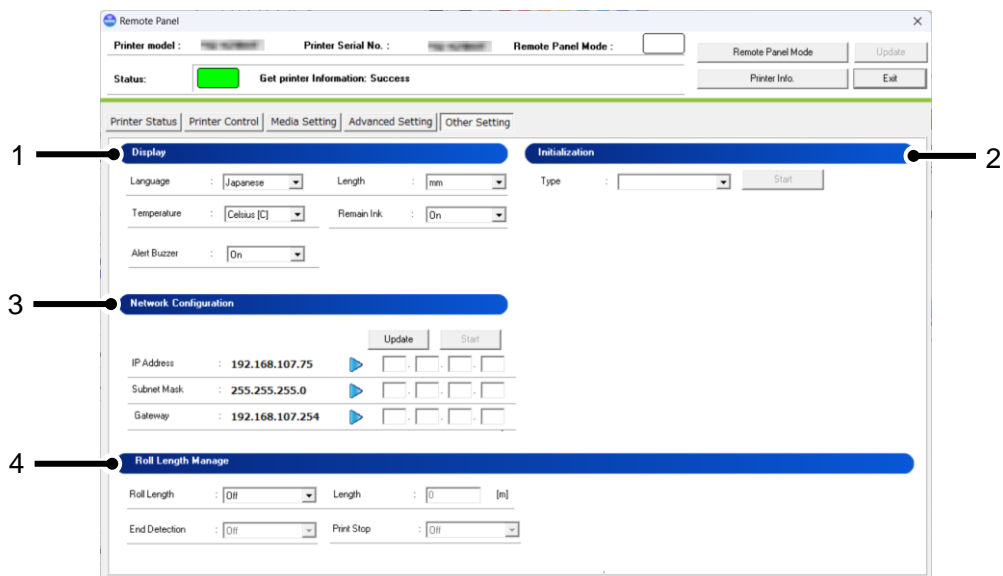 Remote Panel
Printer model : Printer Serial No. : Remote Panel Mode :
Remote Panel Mode Update
Status: Get printer Information: Success
Printer Info. Exit
Printer Status Printer Control Media Setting Advanced Setting Other Setting
1 Display Initialization 2
Language : Japanese Length : mm Type : Start
Temperature : Celsius [C] Remain Ink : On
Alert Buzzer : On
3 Network Configuration
Update Start
IP Address : 192.168.107.75 . . .
Subnet Mask : 255.255.255.0 . . .
Gateway : 192.168.107.254 . . .
4 Roll Length Manage
Roll Length : Off Length : 0 [m]
End Detection : Off Print Stop : Off